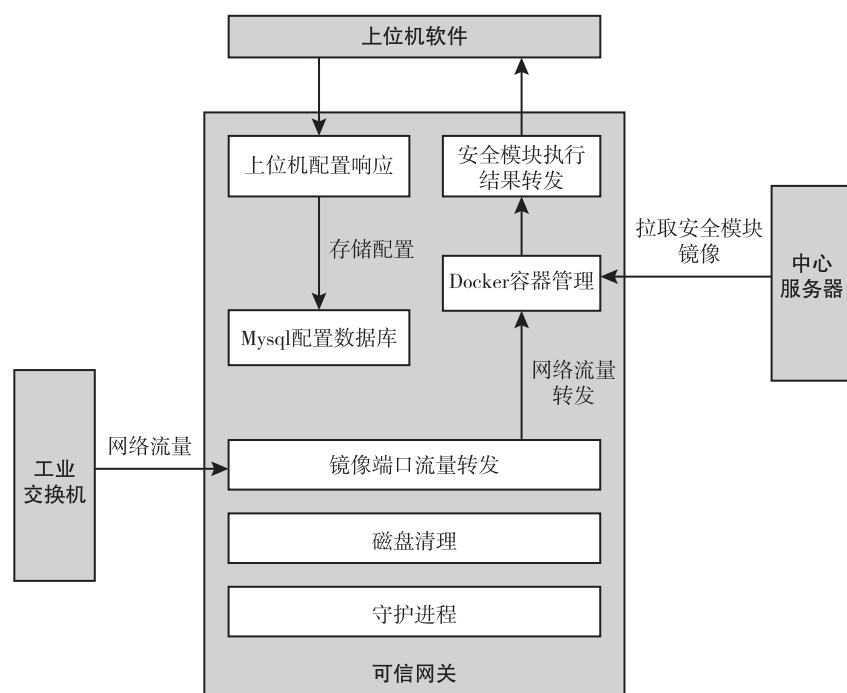 上位机软件
上位机配置响应
安全模块执行
结果转发
存储配置
拉取安全模块
镜像
Docker容器管理
中心
服务器
Mysql配置数据库
网络流量
转发
网络流量
工业
交换机
镜像端口流量转发
磁盘清理
守护进程
可信网关